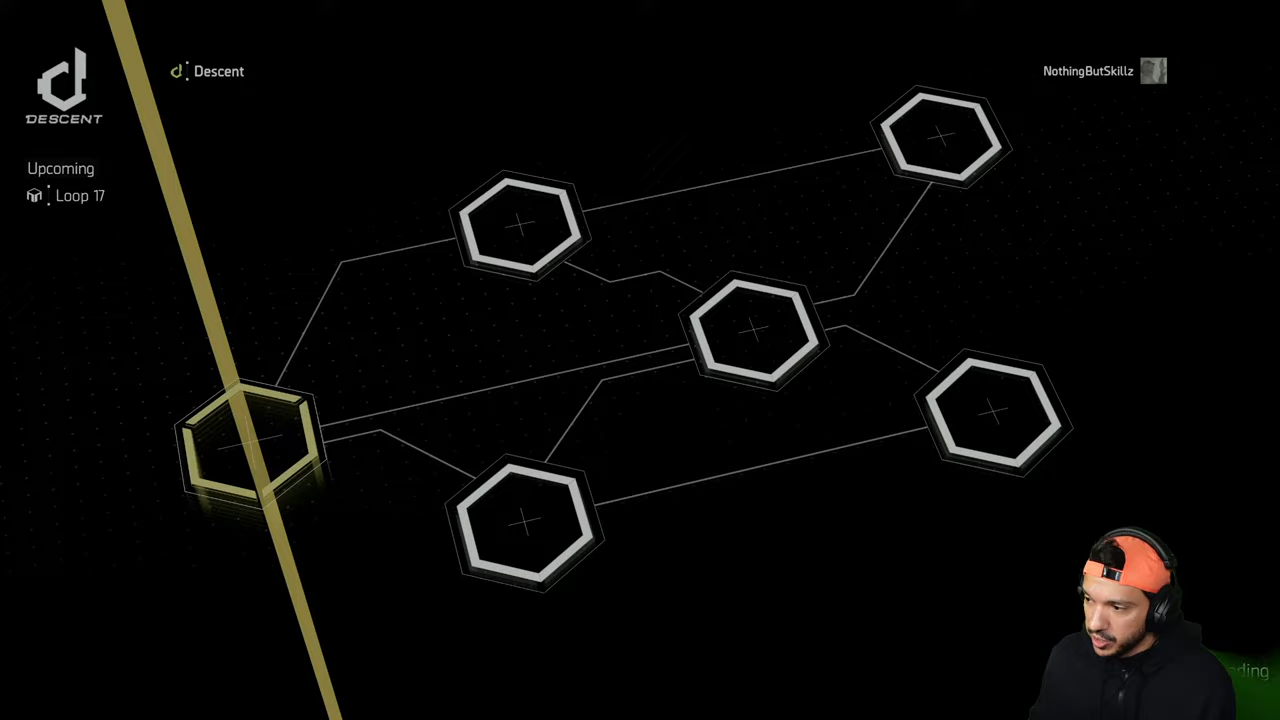 DESCENT
Descent
NothingButSkillz
Upcoming
Loop 17